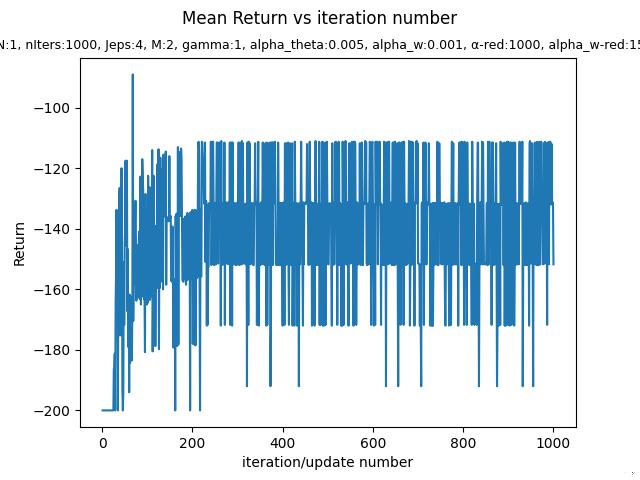 Mean Return vs iteration number
N:1, nIters:1000, Jeps:4, M:2, gamma:1, alpha_theta:0.005, alpha_w:0.001, α-red:1000, alpha_w-red:15
−100
−120
−140
−160
−180
−200
Return
0 200 400 600 800 1000
iteration/update number